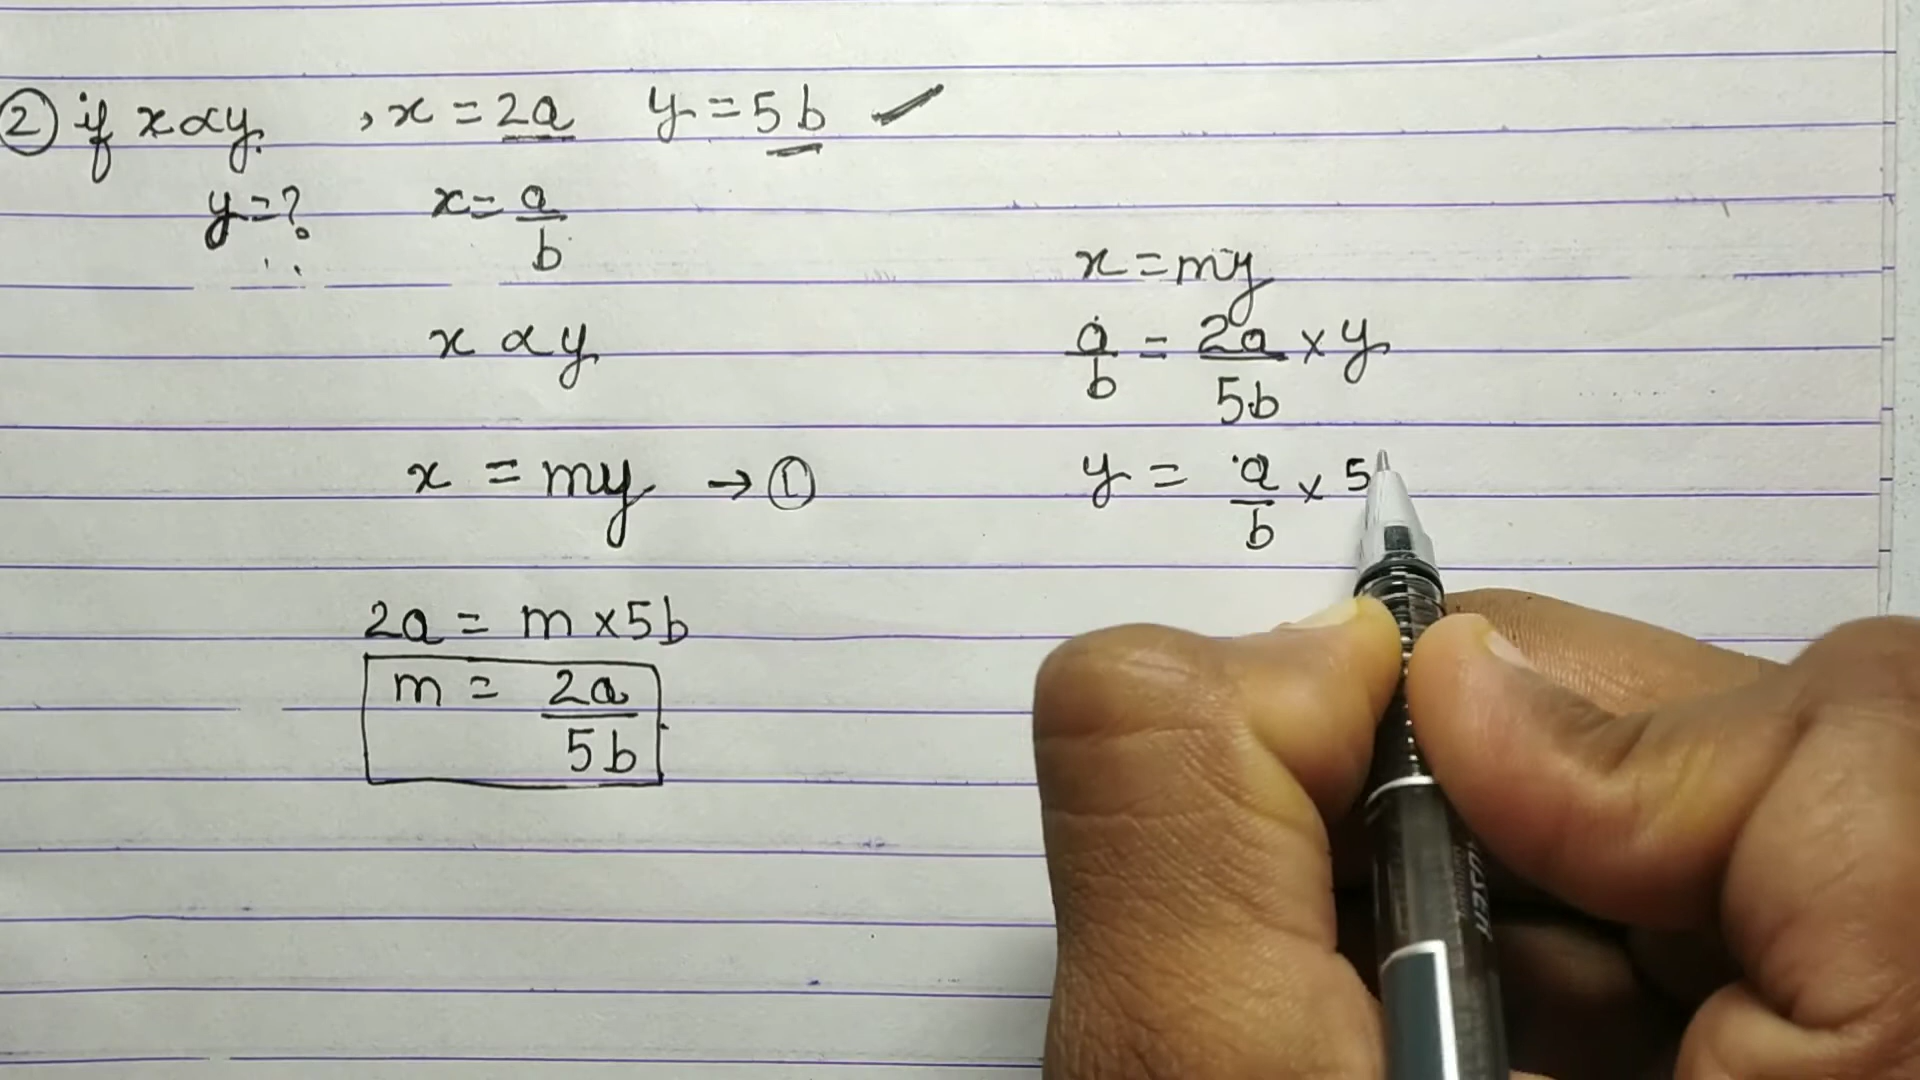 ② if x ∝ y. , x = 2a y = 5b ✓
y = ? x = a/b
x ∝ y
x = my → ①
2a = m × 5b
m = 2a/5b
x = my
a/b = 2a/5b × y
y = a/b × 5